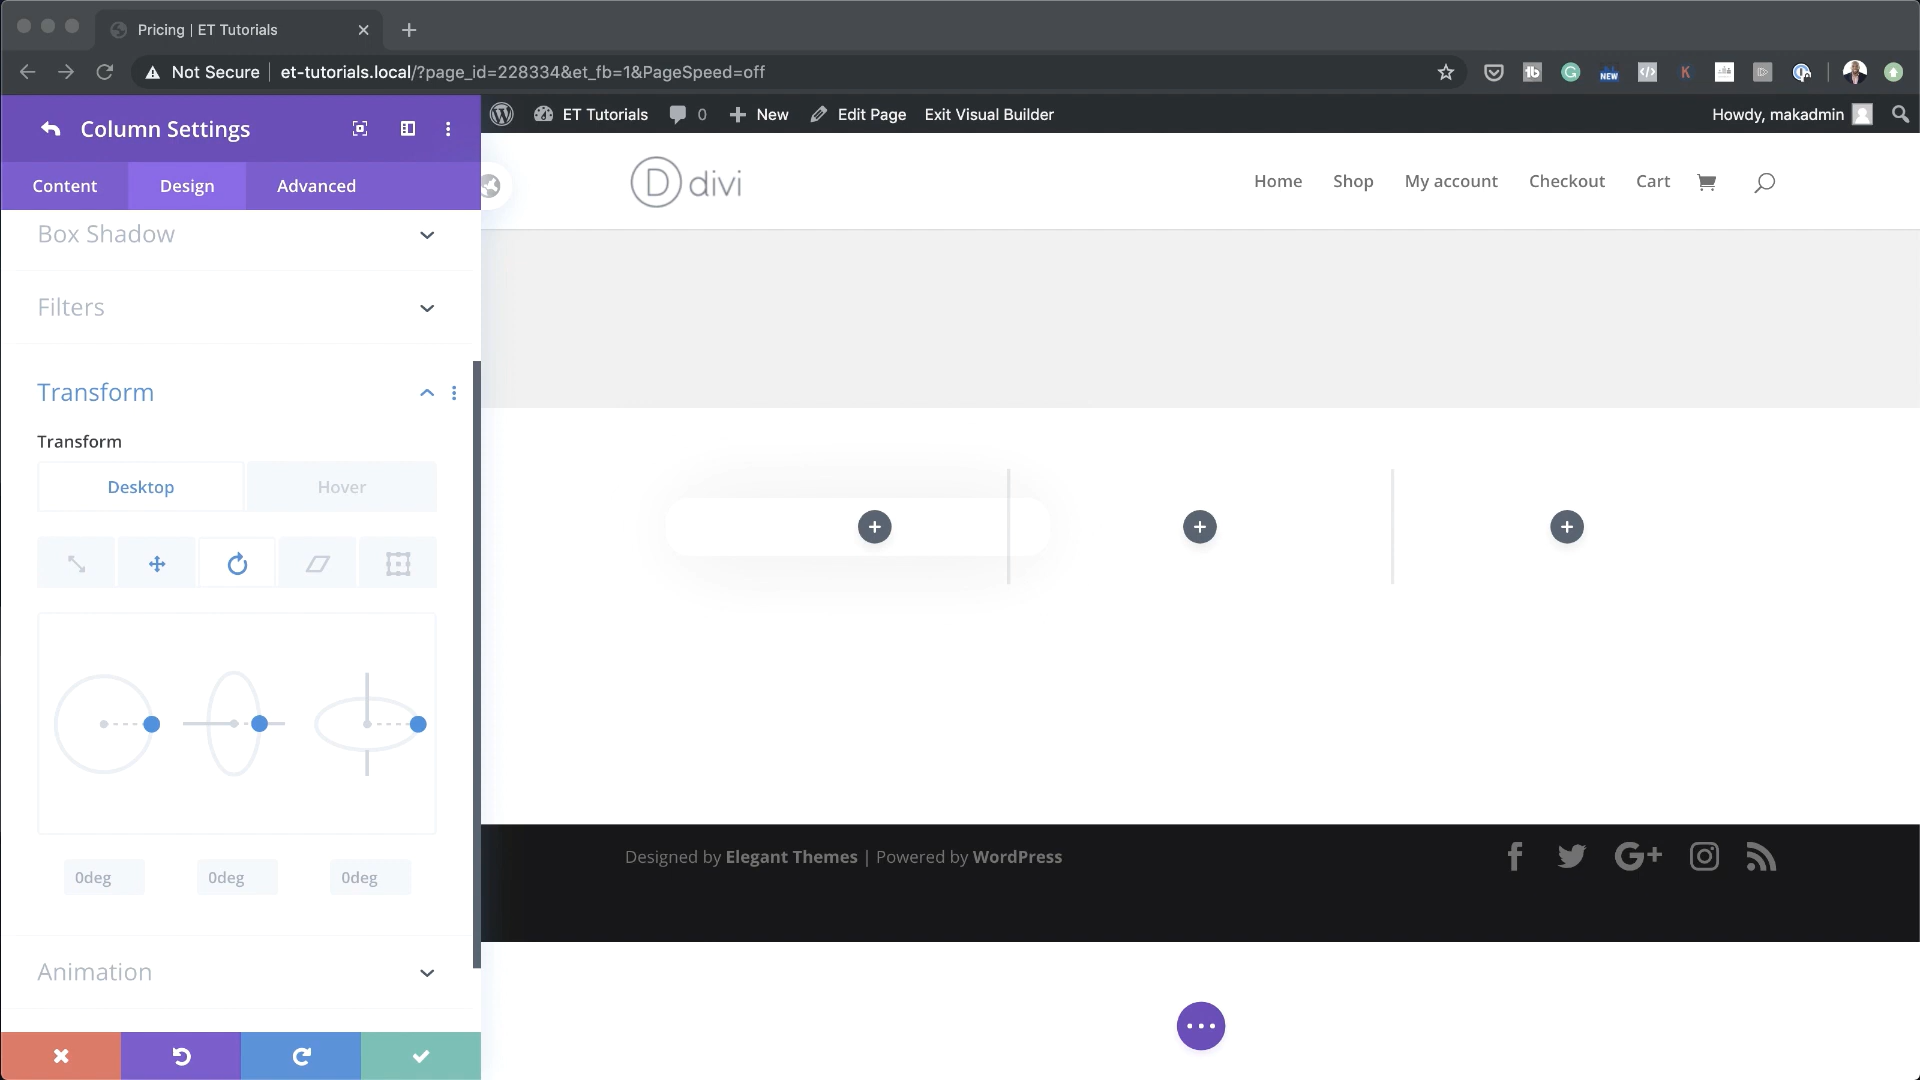 Pricing | ET Tutorials
Not Secure
et-tutorials.local/?page_id=228334&et_fb=1&PageSpeed=off
Column Settings
ET Tutorials
0
New
Edit Page
Exit Visual Builder
Howdy, makadmin
Content
Design
Advanced
divi
Home
Shop
My account
Checkout
Cart
Box Shadow
Filters
Transform
Transform
Desktop
Hover
0deg
0deg
0deg
Designed by Elegant Themes | Powered by WordPress
Animation